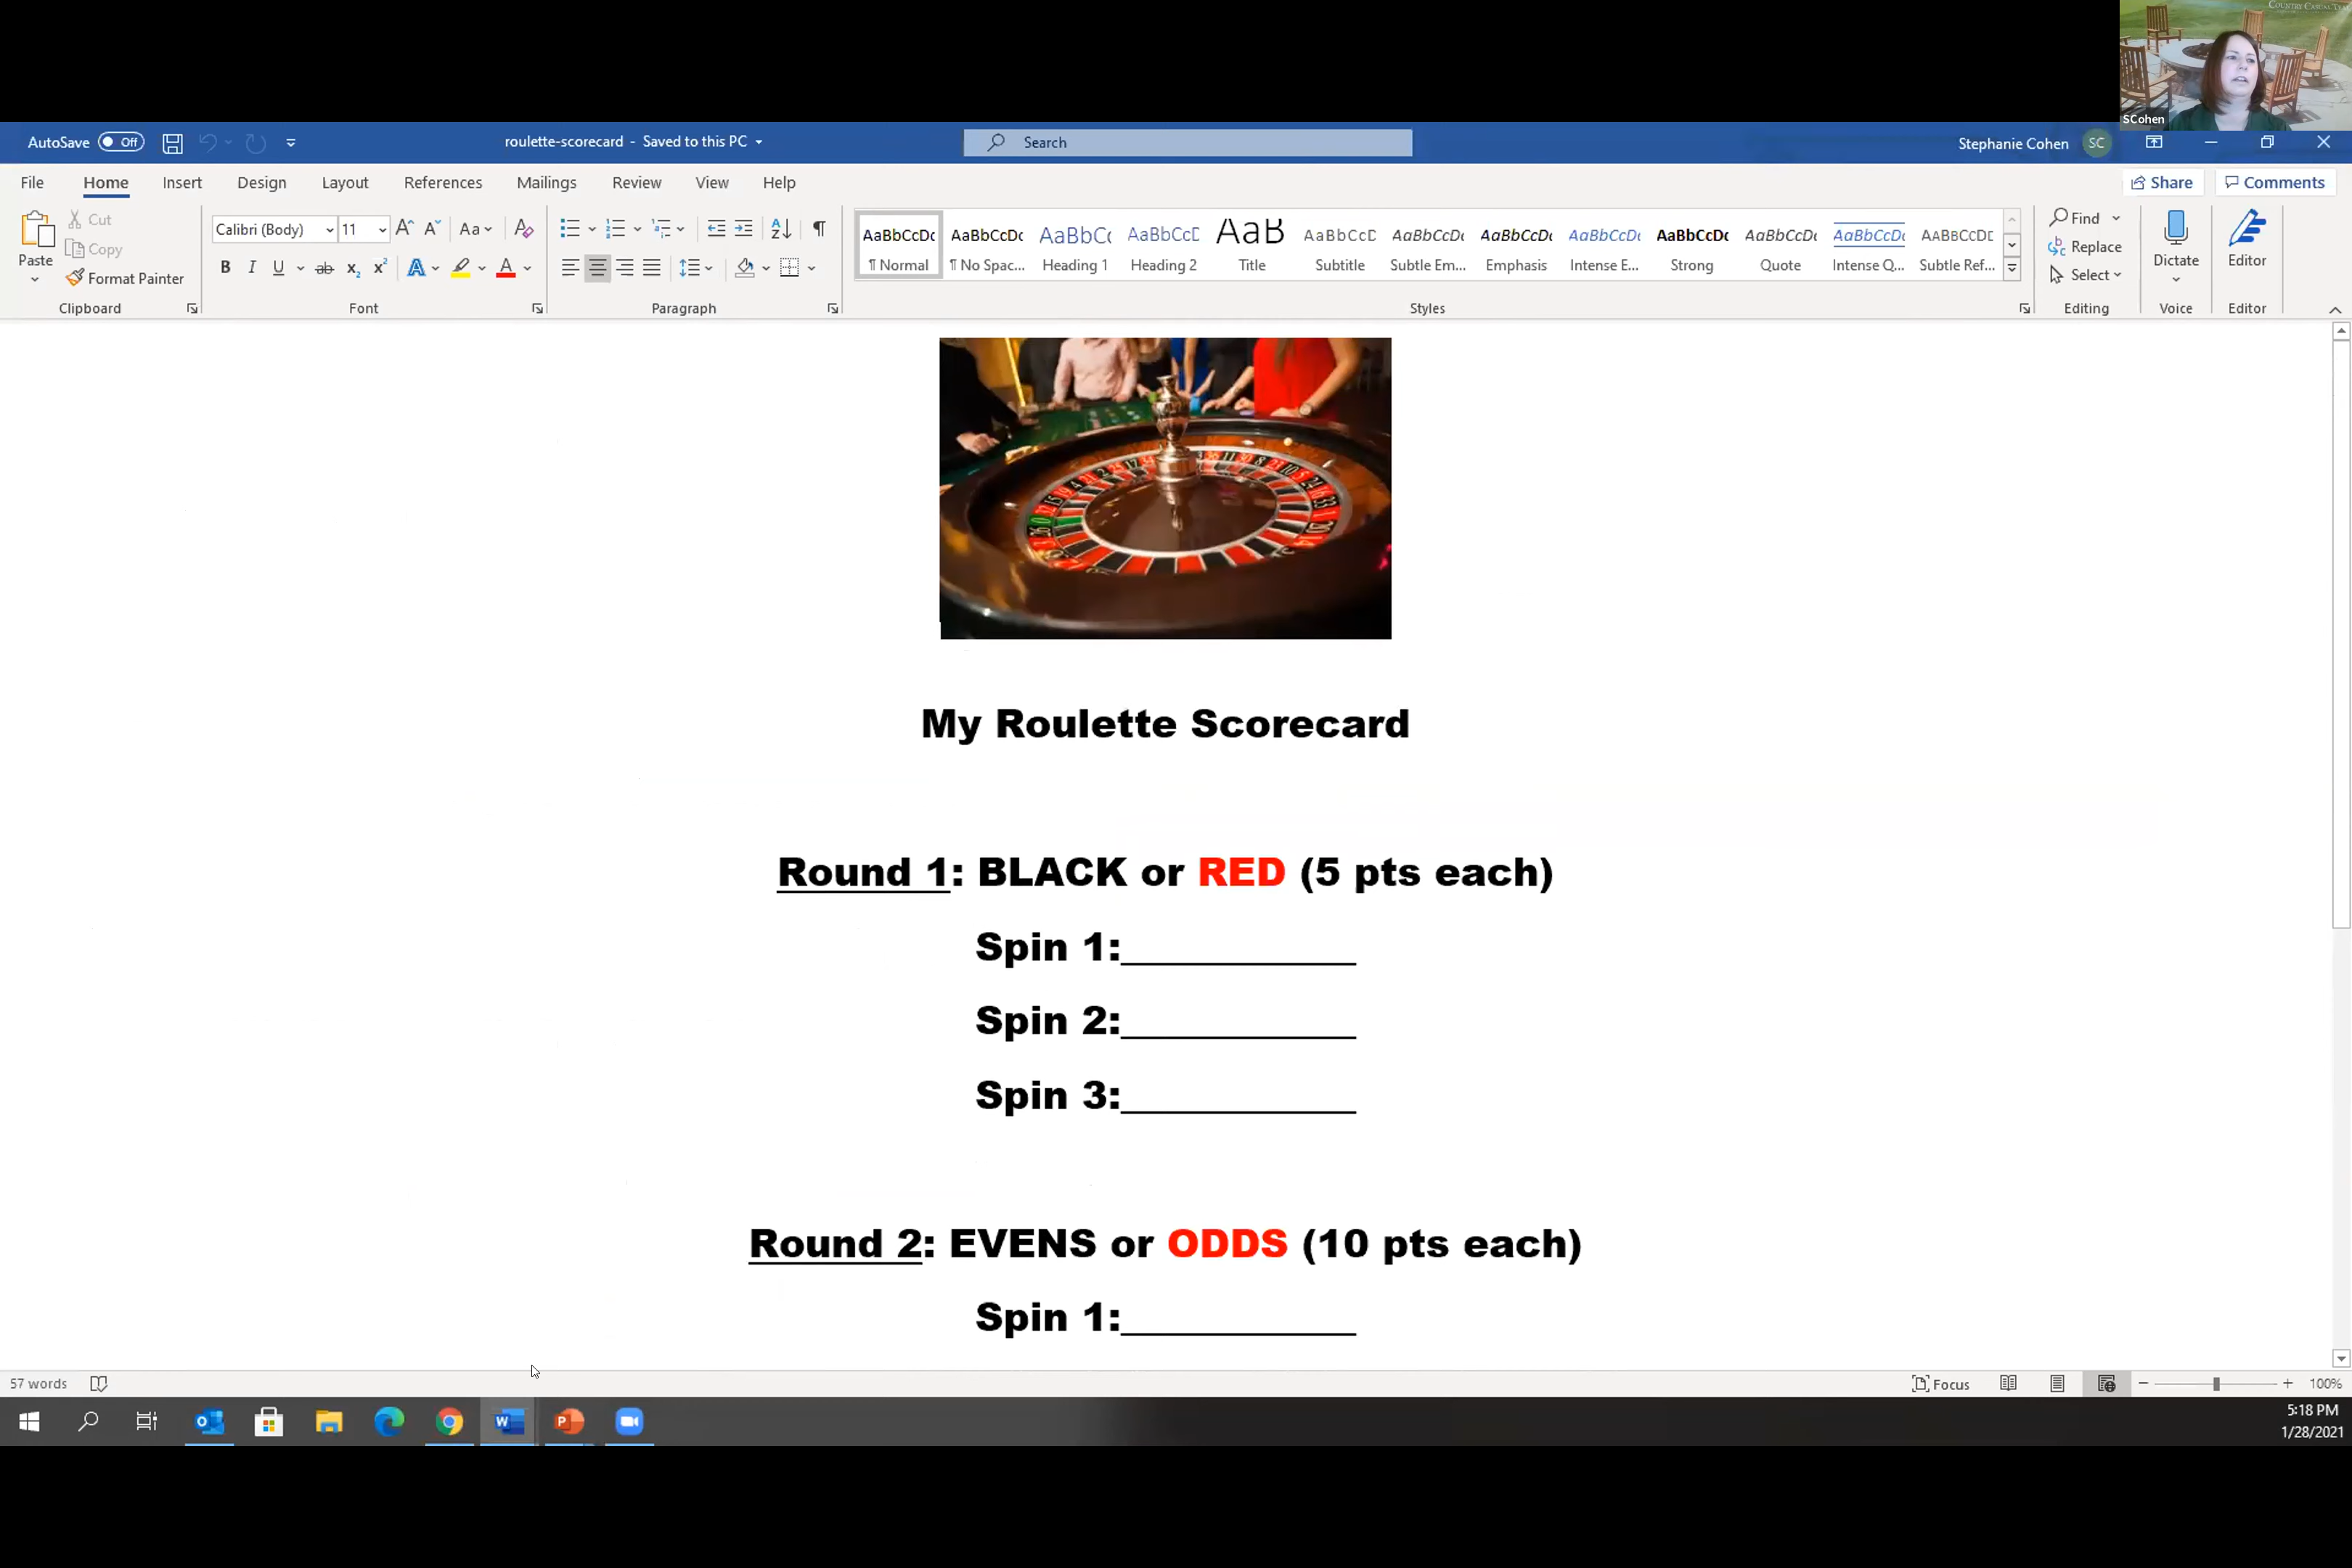 COUNTRY CASUAL TEAK
SCohen
AutoSave Off
roulette-scorecard - Saved to this PC
Search
Stephanie Cohen SC
File Home Insert Design Layout References Mailings Review View Help
Share Comments
Paste
Cut
Copy
Format Painter
Clipboard
Calibri (Body) 11
Font
Paragraph
AaBbCcDc AaBbCcDc AaBbC AaBbCcD AaB AaBbCcD AaBbCcDc AaBbCcDc AaBbCcDc AaBbCcDc AaBbCcDc AaBbCcDc AABBCCDE
¶ Normal ¶ No Spac... Heading 1 Heading 2 Title Subtitle Subtle Em... Emphasis Intense E... Strong Quote Intense Q... Subtle Ref...
Styles
Find
Replace
Select
Editing
Dictate
Voice
Editor
Editor
My Roulette Scorecard
Round 1: BLACK or RED (5 pts each)
Spin 1:___________
Spin 2:___________
Spin 3:___________
Round 2: EVENS or ODDS (10 pts each)
Spin 1:___________
57 words
Focus
100%
5:18 PM
1/28/2021